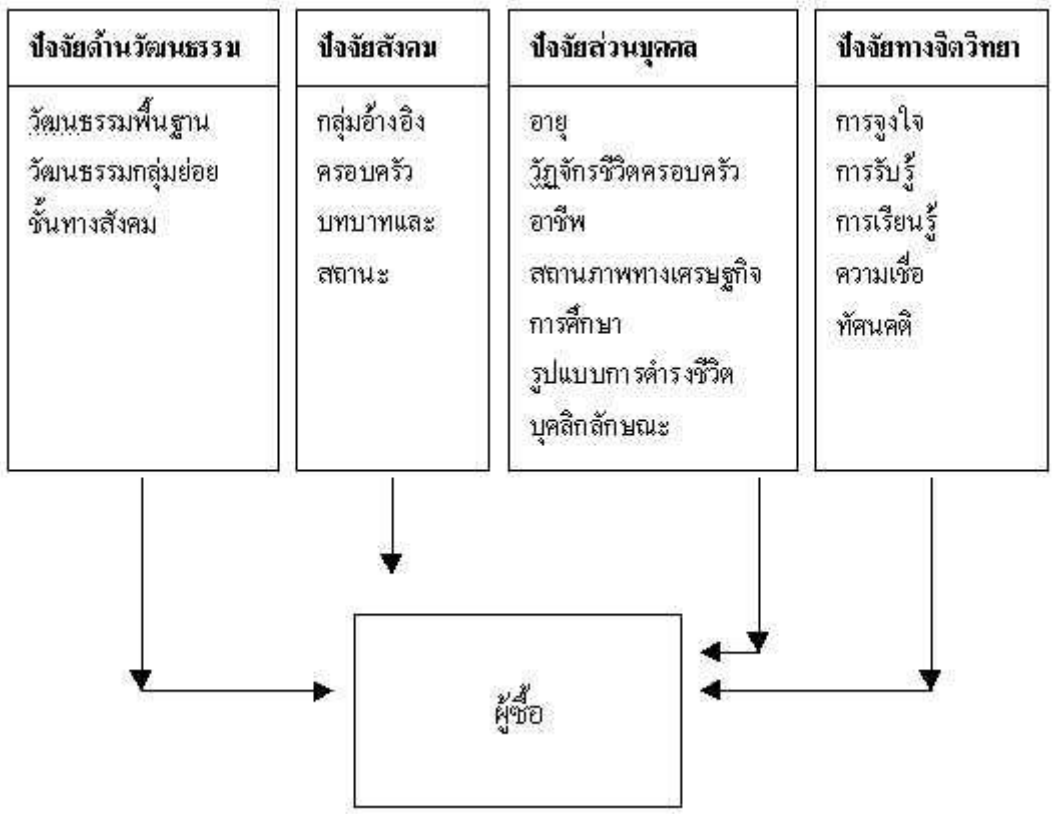 ปัจจัยด้านวัฒนธรรม
วัฒนธรรมพื้นฐาน
วัฒนธรรมกลุ่มย่อย
ชั้นทางสังคม
ปัจจัยสังคม
กลุ่มอ้างอิง
ครอบครัว
บทบาทและ
สถานะ
ปัจจัยส่วนบุคคล
อายุ
วัฏจักรชีวิตครอบครัว
อาชีพ
สถานภาพทางเศรษฐกิจ
การศึกษา
รูปแบบการดำรงชีวิต
บุคลิกลักษณะ
ปัจจัยทางจิตวิทยา
การจูงใจ
การรับรู้
การเรียนรู้
ความเชื่อ
ทัศนคติ
ผู้ซื้อ